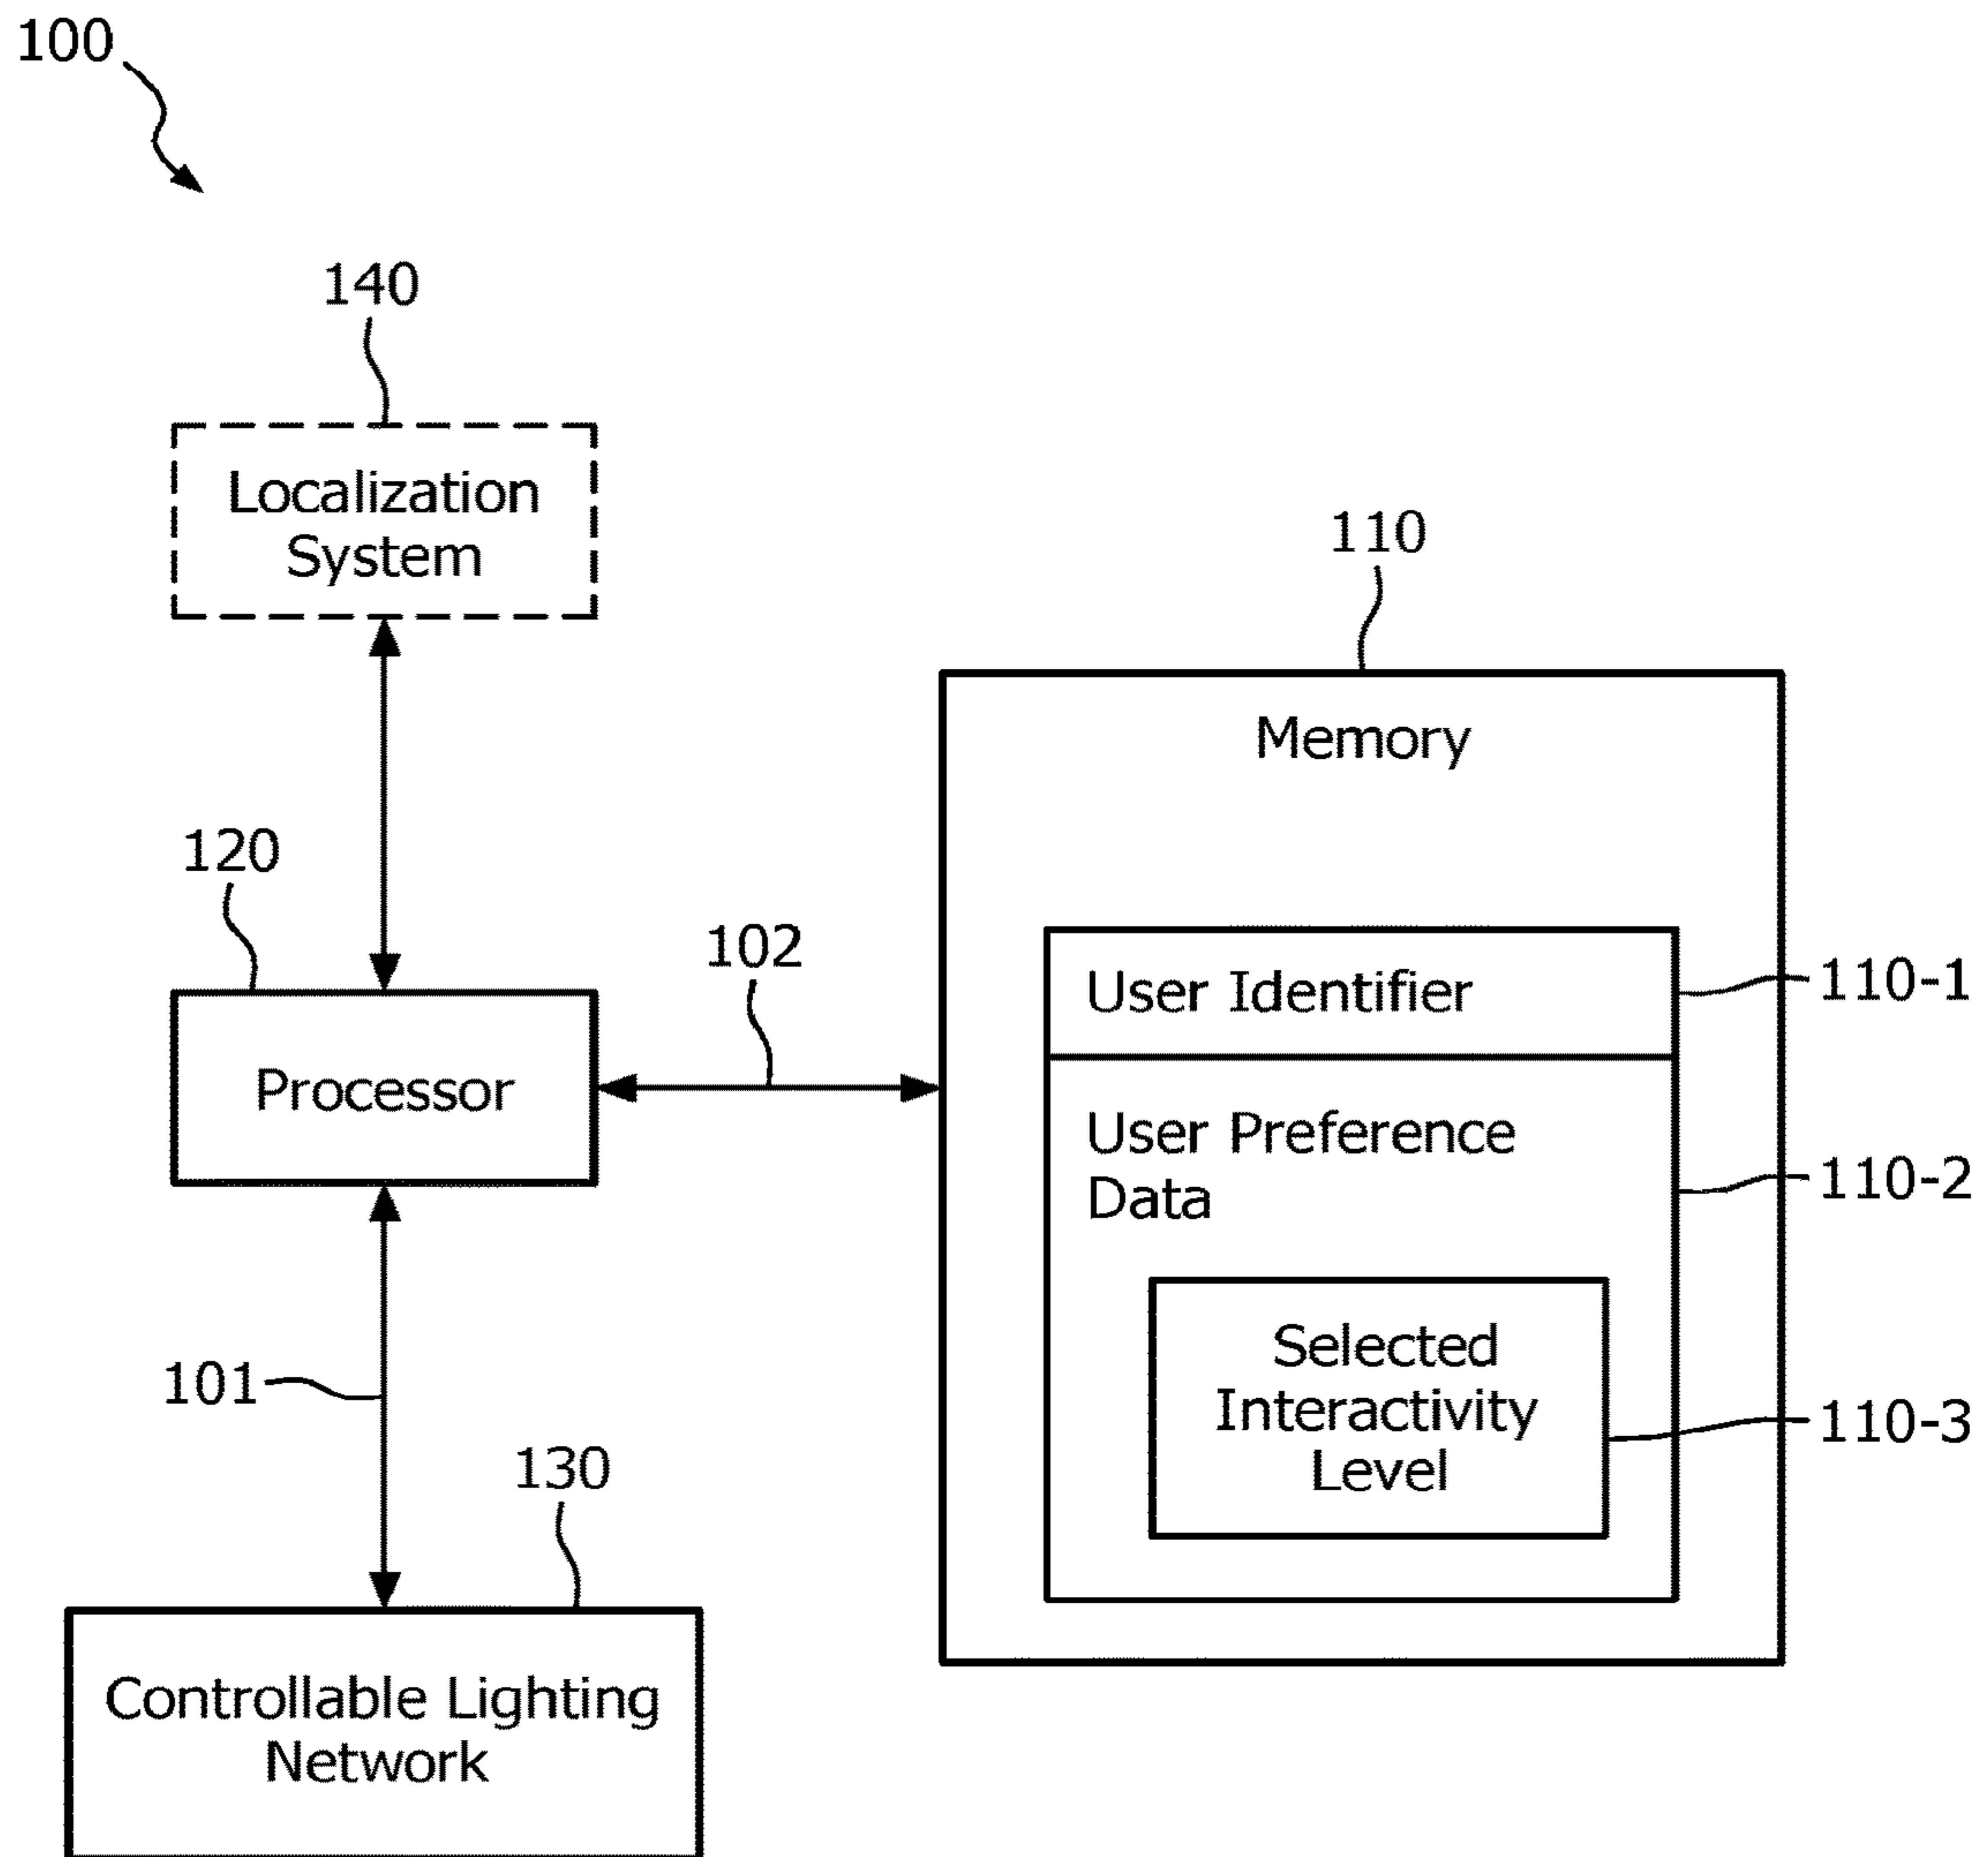 100
140
Localization
System
110
Memory
120
102
User Identifier
110-1
Processor
User Preference
Data
110-2
Selected
Interactivity
Level
101
110-3
130
Controllable Lighting
Network